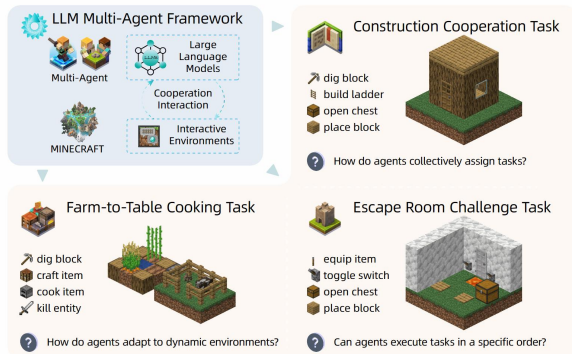 LLM Multi-Agent Framework
Multi-Agent
LLMs
Large
Language
Models
Cooperation
Interaction
MINECRAFT
Interactive
Environments
Construction Cooperation Task
dig block
build ladder
open chest
place block
? How do agents collectively assign tasks?
Farm-to-Table Cooking Task
dig block
craft item
cook item
kill entity
? How do agents adapt to dynamic environments?
Escape Room Challenge Task
equip item
toggle switch
open chest
place block
? Can agents execute tasks in a specific order?